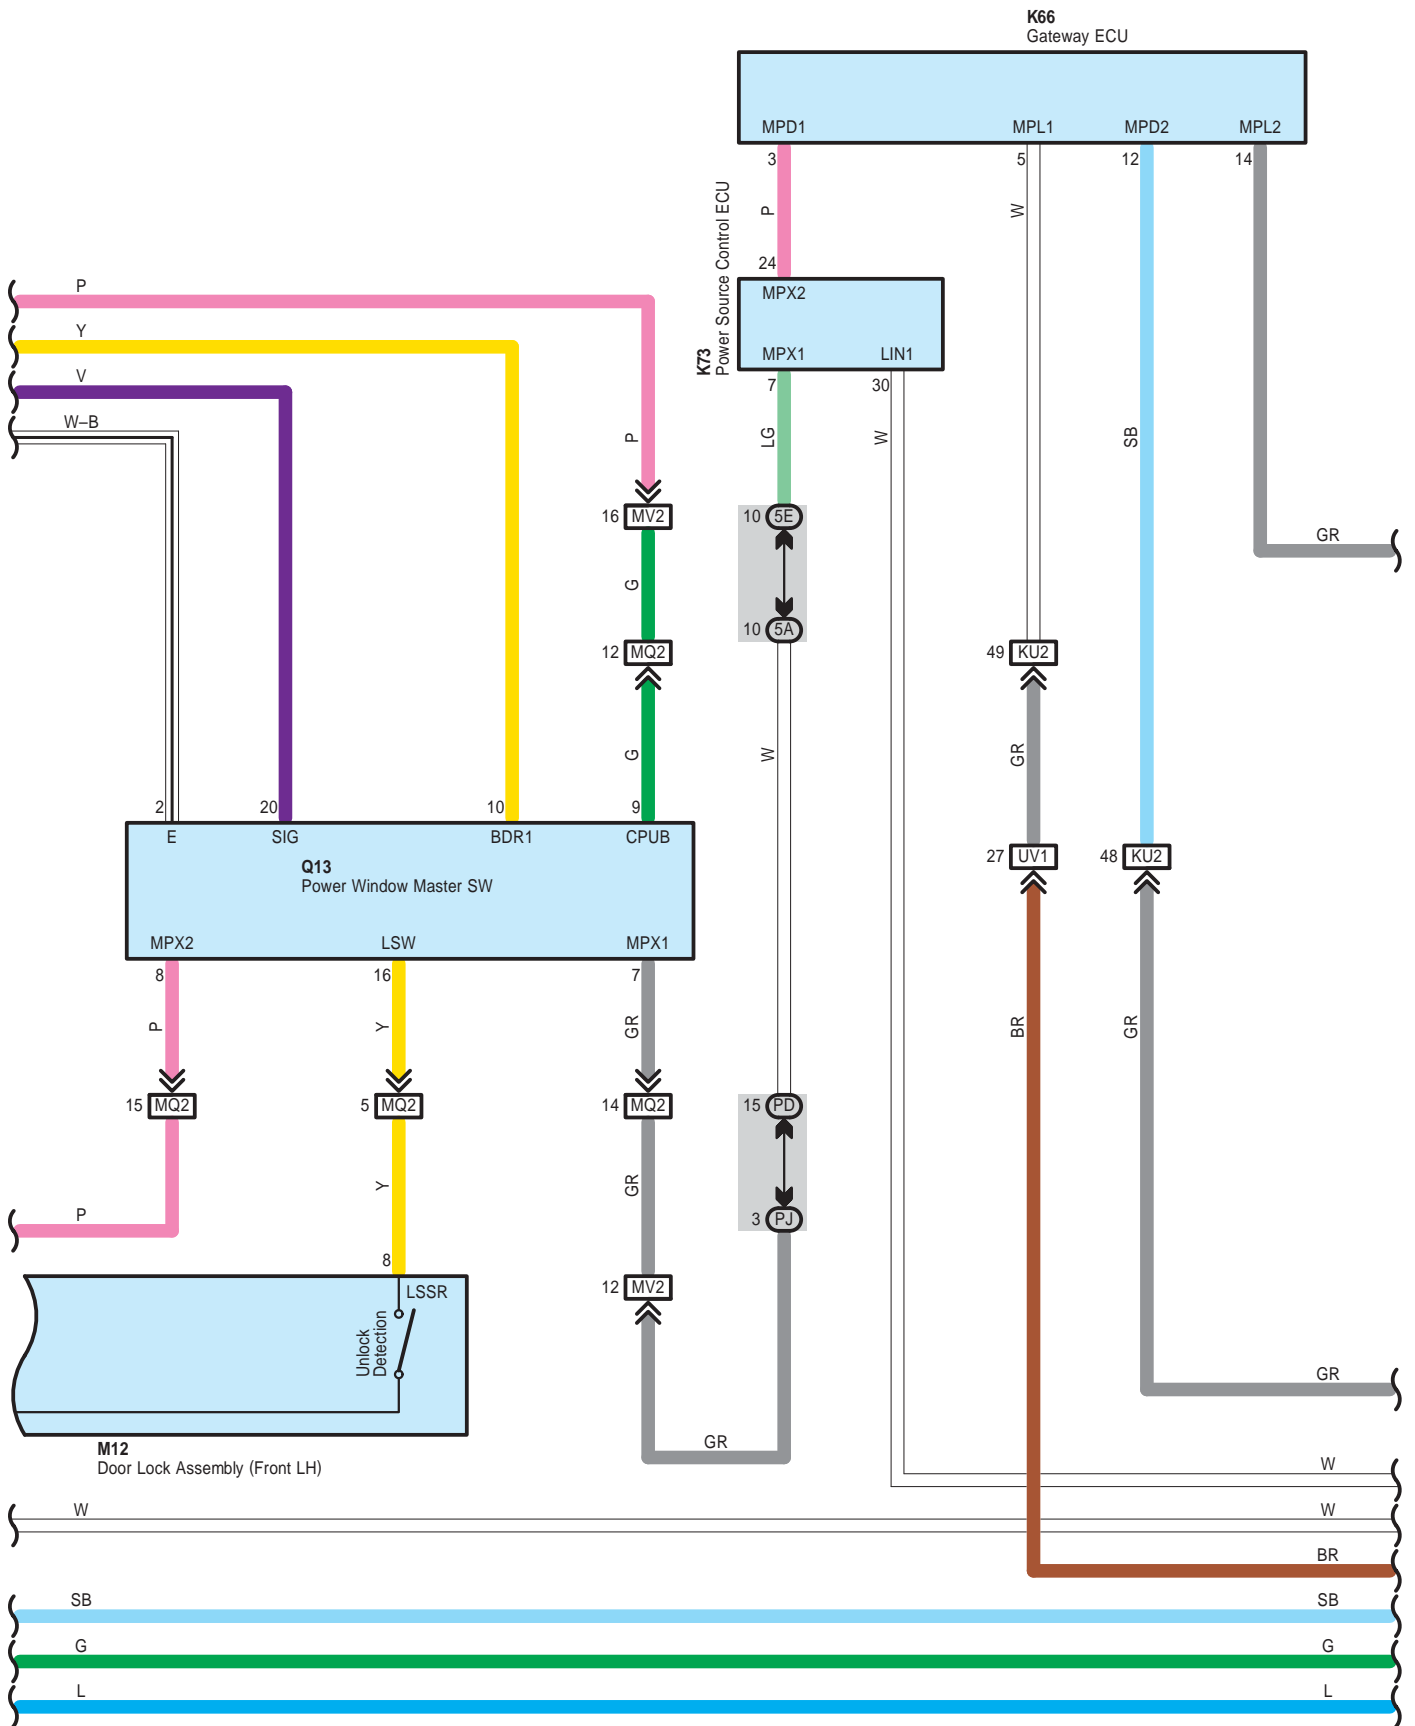 K66
Gateway ECU
MPD1 MPL1 MPD2 MPL2
3 5 12 14
K73
Power Source Control ECU
P
W
24
MPX2
MPX1 LIN1
7 30
P
Y
V
W–B
P
LG
W
SB
16 MV2
10 5E
GR
G
12 MQ2
10 5A
49 KU2
G
W
GR
2 20 10 9
E SIG BDR1 CPUB
Q13
Power Window Master SW
27 UV1
48 KU2
MPX2 LSW MPX1
8 16 7
P
Y
GR
BR
GR
15 MQ2
5 MQ2
14 MQ2
15 PD
Y
GR
P
3 PJ
8
LSSR
12 MV2
Unlock
Detection
GR
GR
M12
Door Lock Assembly (Front LH)
W
W W
BR
SB SB
G G
L L